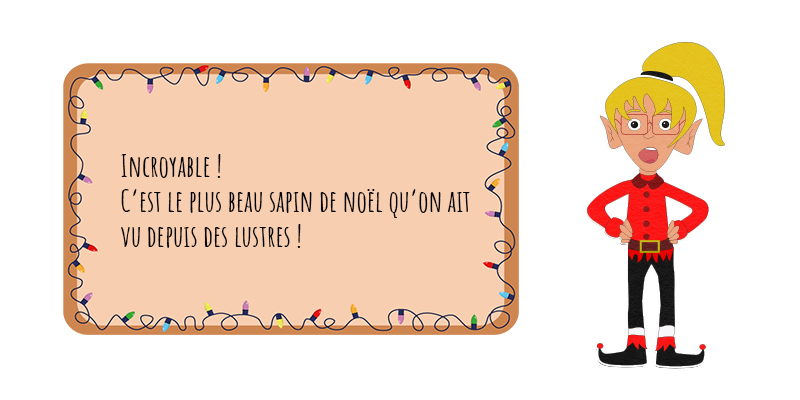 Incroyable !
C'est le plus beau sapin de noël qu'on ait
vu depuis des lustres !